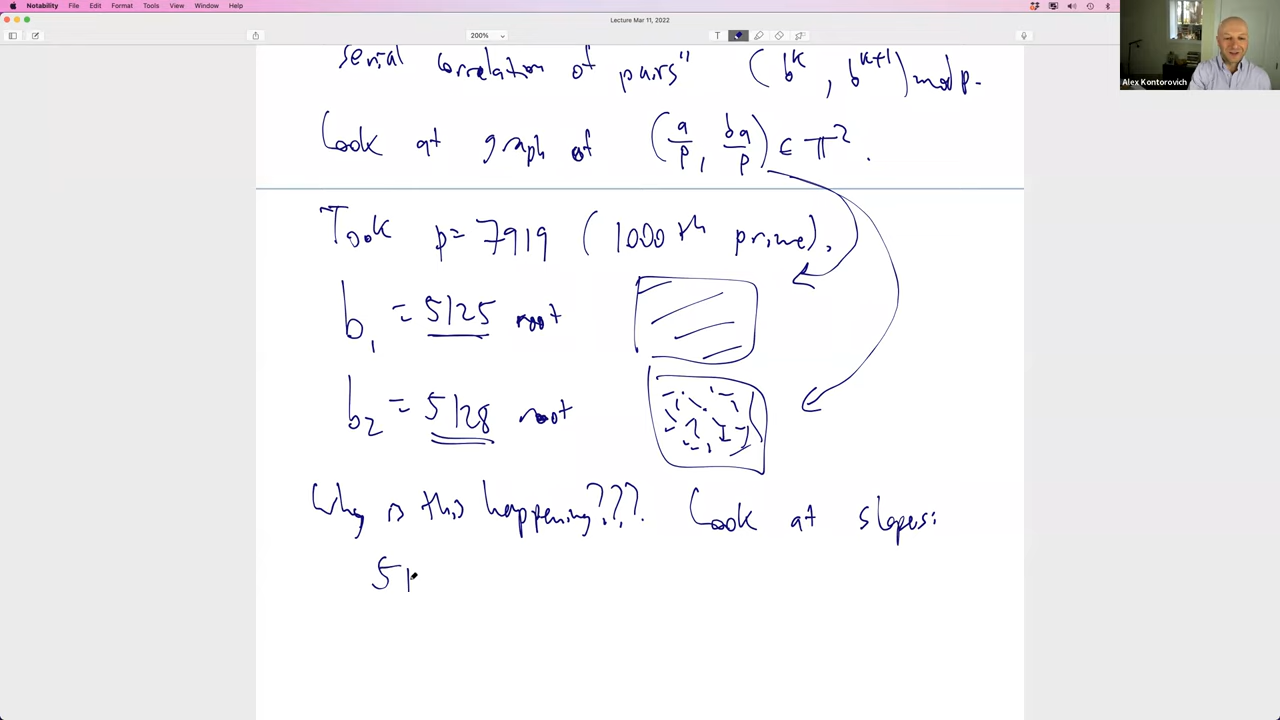 Notability File Edit View Insert Format Tools Window Help
Lecture Mar 11, 2022
200%
T
Alex Kontorovich
serial correlation of pairs" (b^k, b^{k+1}) mod p.
Look at graph of (a/p, ba/p) ∈ 𝕋².
Took p=7919 (1000th prime).
b₁ = 5125 root
b₂ = 5128 root
Why is this happening??? Look at slopes:
51